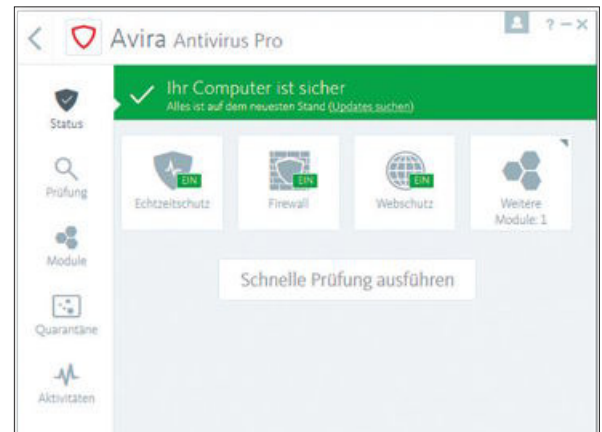 Avira Antivirus Pro
? — ×
Ihr Computer ist sicher
Alles ist auf dem neuesten Stand (Updates suchen)
Status
Prüfung
Module
Quarantäne
Aktivitäten
EIN
Echtzeitschutz
EIN
Firewall
EIN
Webschutz
Weitere
Module: 1
Schnelle Prüfung ausführen